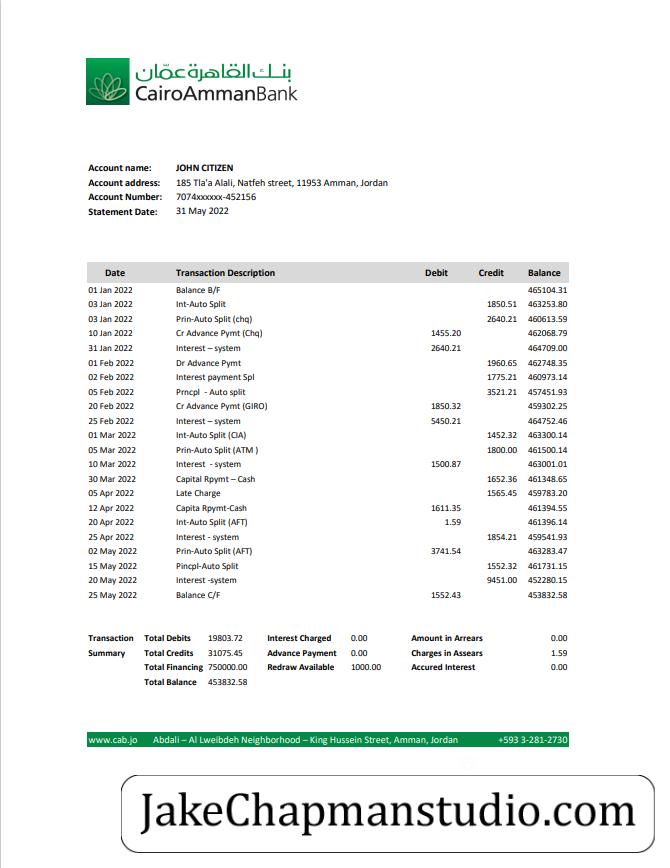 بنك القاهرة عمّان
CairoAmmanBank
Account name: JOHN CITIZEN
Account address: 185 Tla'a Alali, Natfeh street, 11953 Amman, Jordan
Account Number: 7074xxxxxx-452156
Statement Date: 31 May 2022
Date Transaction Description Debit Credit Balance
01 Jan 2022 Balance B/F 465104.31
03 Jan 2022 Int-Auto Split 1850.51 463253.80
03 Jan 2022 Prin-Auto Split (chq) 2640.21 460613.59
10 Jan 2022 Cr Advance Pymt (Chq) 1455.20 462068.79
31 Jan 2022 Interest – system 2640.21 464709.00
01 Feb 2022 Dr Advance Pymt 1960.65 462748.35
02 Feb 2022 Interest payment Spl 1775.21 460973.14
05 Feb 2022 Prncpl - Auto split 3521.21 457451.93
20 Feb 2022 Cr Advance Pymt (GIRO) 1850.32 459302.25
25 Feb 2022 Interest – system 5450.21 464752.46
01 Mar 2022 Int-Auto Split (CIA) 1452.32 463300.14
05 Mar 2022 Prin-Auto Split (ATM ) 1800.00 461500.14
10 Mar 2022 Interest - system 1500.87 463001.01
30 Mar 2022 Capital Rpymt – Cash 1652.36 461348.65
05 Apr 2022 Late Charge 1565.45 459783.20
12 Apr 2022 Capita Rpymt-Cash 1611.35 461394.55
20 Apr 2022 Int-Auto Split (AFT) 1.59 461396.14
25 Apr 2022 Interest - system 1854.21 459541.93
02 May 2022 Prin-Auto Split (AFT) 3741.54 463283.47
15 May 2022 Pincpl-Auto Split 1552.32 461731.15
20 May 2022 Interest -system 9451.00 452280.15
25 May 2022 Balance C/F 1552.43 453832.58
Transaction Total Debits 19803.72 Interest Charged 0.00 Amount in Arrears 0.00
Summary Total Credits 31075.45 Advance Payment 0.00 Charges in Assears 1.59
Total Financing 750000.00 Redraw Available 1000.00 Accured Interest 0.00
Total Balance 453832.58
www.cab.jo Abdali – Al Lweibdeh Neighborhood – King Hussein Street, Amman, Jordan +593 3-281-2730
JakeChapmanstudio.com